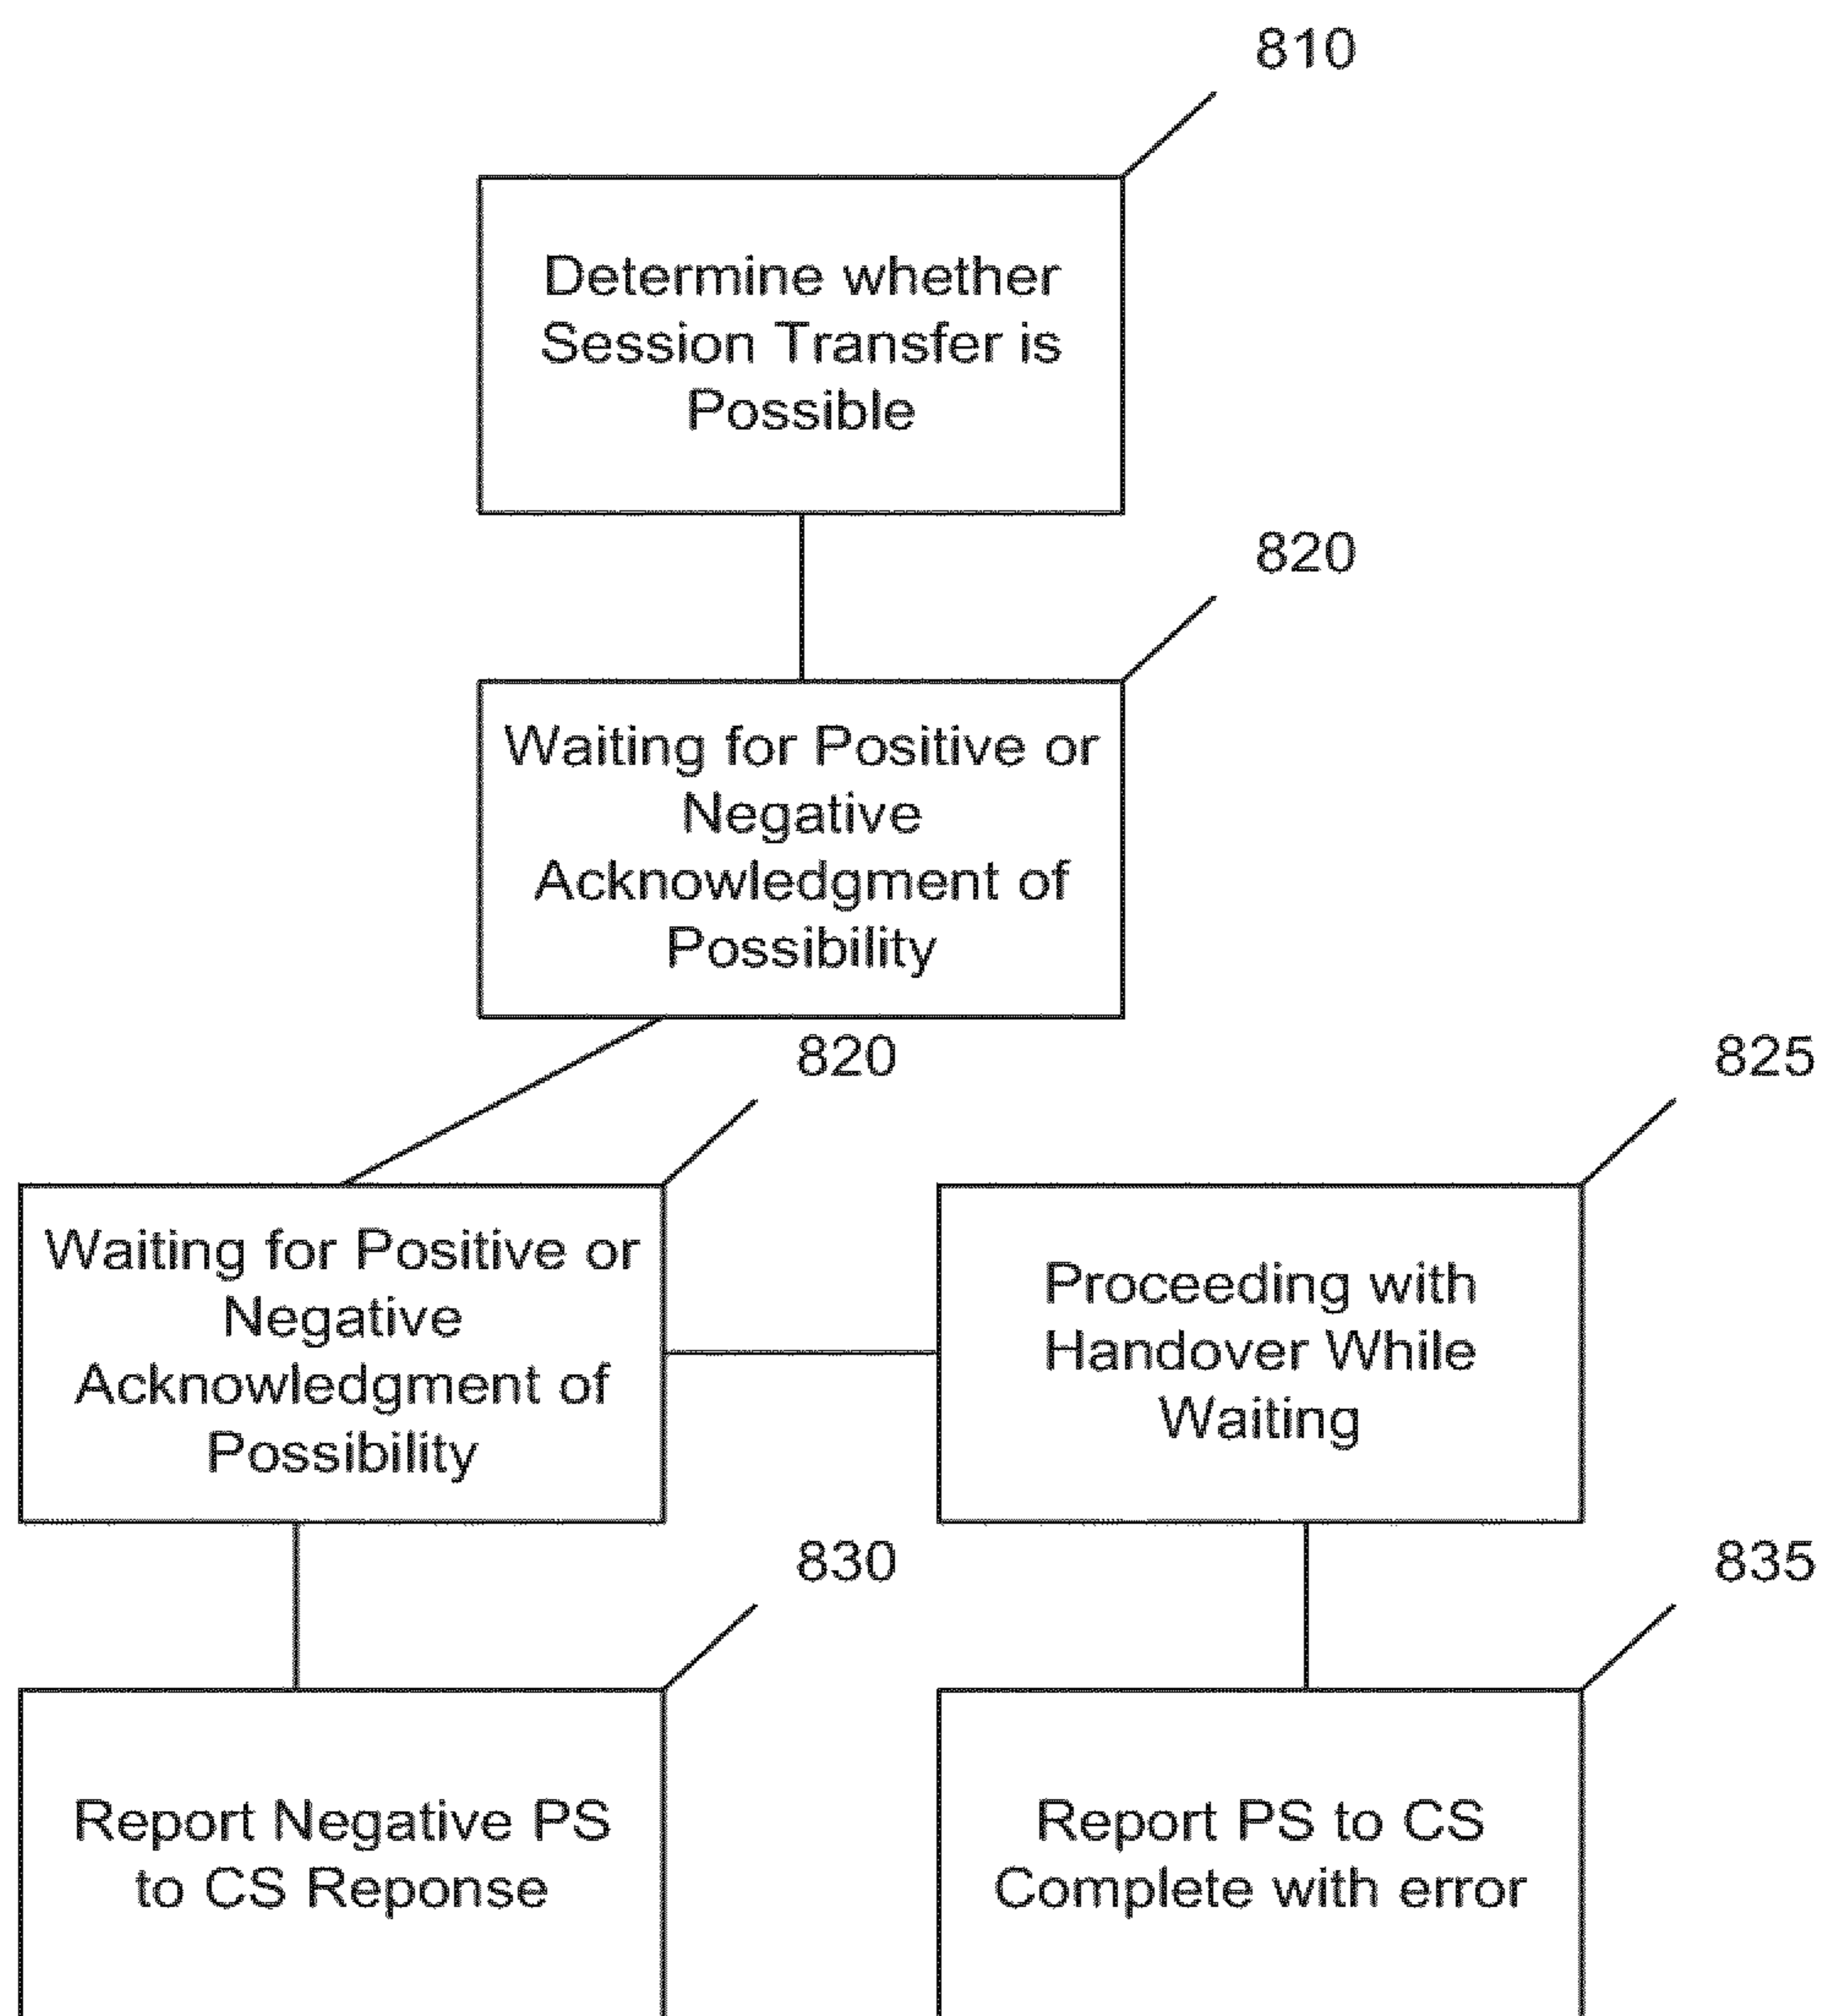 810
Determine whether
Session Transfer is
Possible
820
Waiting for Positive or
Negative
Acknowledgment of
Possibility
820
825
Waiting for Positive or
Negative
Acknowledgment of
Possibility
Proceeding with
Handover While
Waiting
830
835
Report Negative PS
to CS Reponse
Report PS to CS
Complete with error